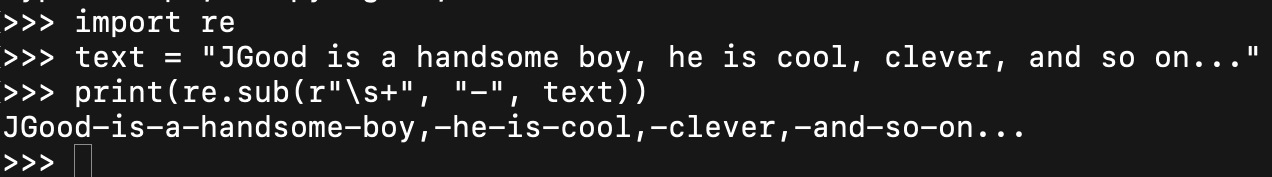 >>> import re
>>> text = "JGood is a handsome boy, he is cool, clever, and so on..."
>>> print(re.sub(r"\s+", "-", text))
JGood-is-a-handsome-boy,-he-is-cool,-clever,-and-so-on...
>>>